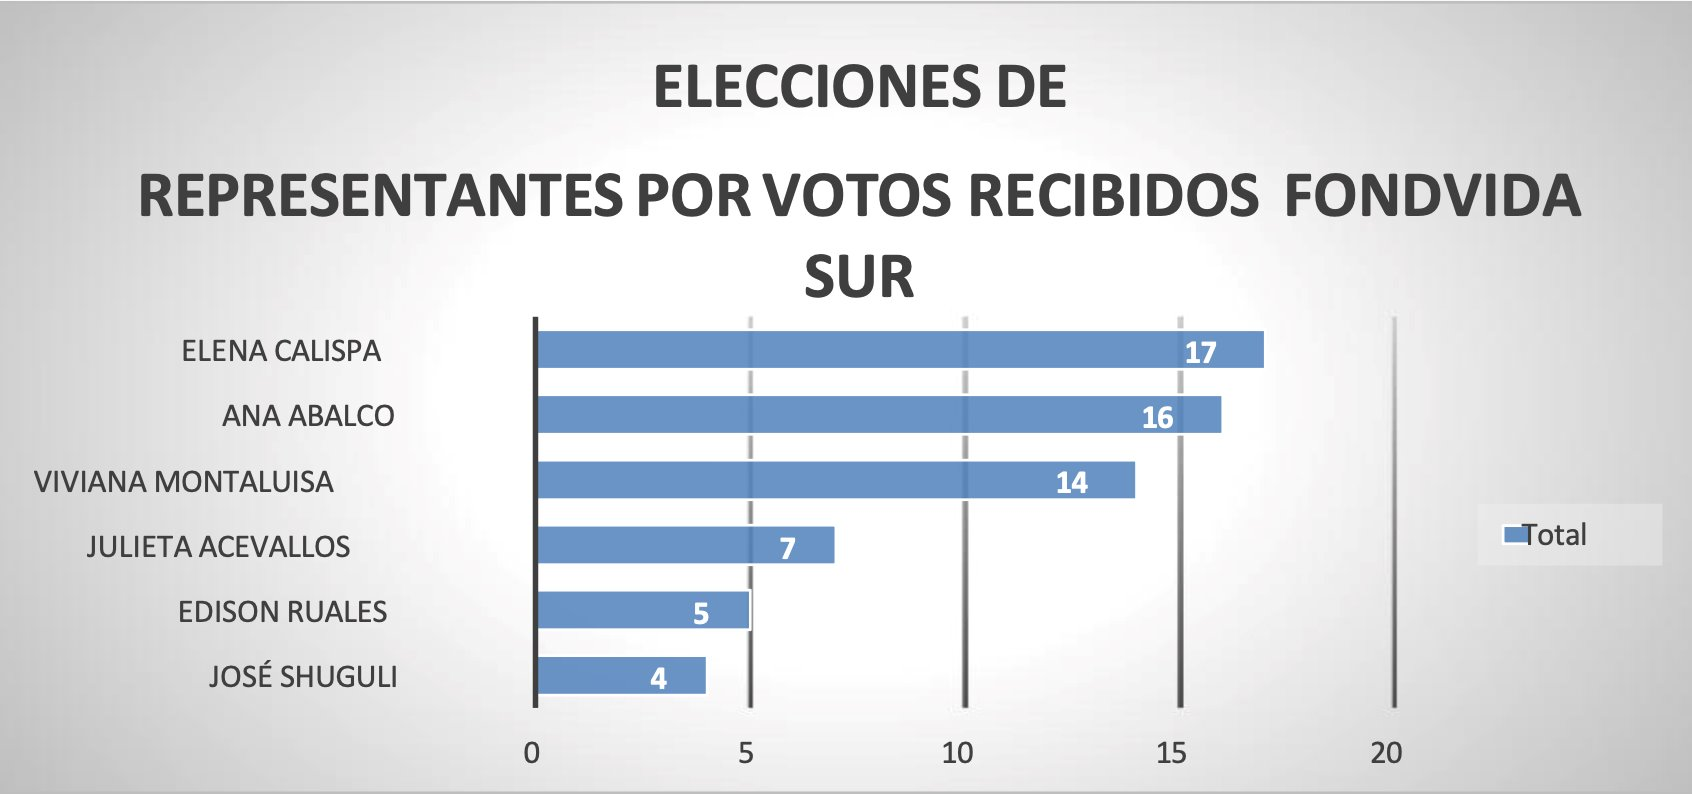 ELECCIONES DE
REPRESENTANTES POR VOTOS RECIBIDOS FONDVIDA
SUR
ELENA CALISPA 17
ANA ABALCO 16
VIVIANA MONTALUISA 14
JULIETA ACEVALLOS 7
EDISON RUALES 5
JOSÉ SHUGULI 4
Total
0 5 10 15 20